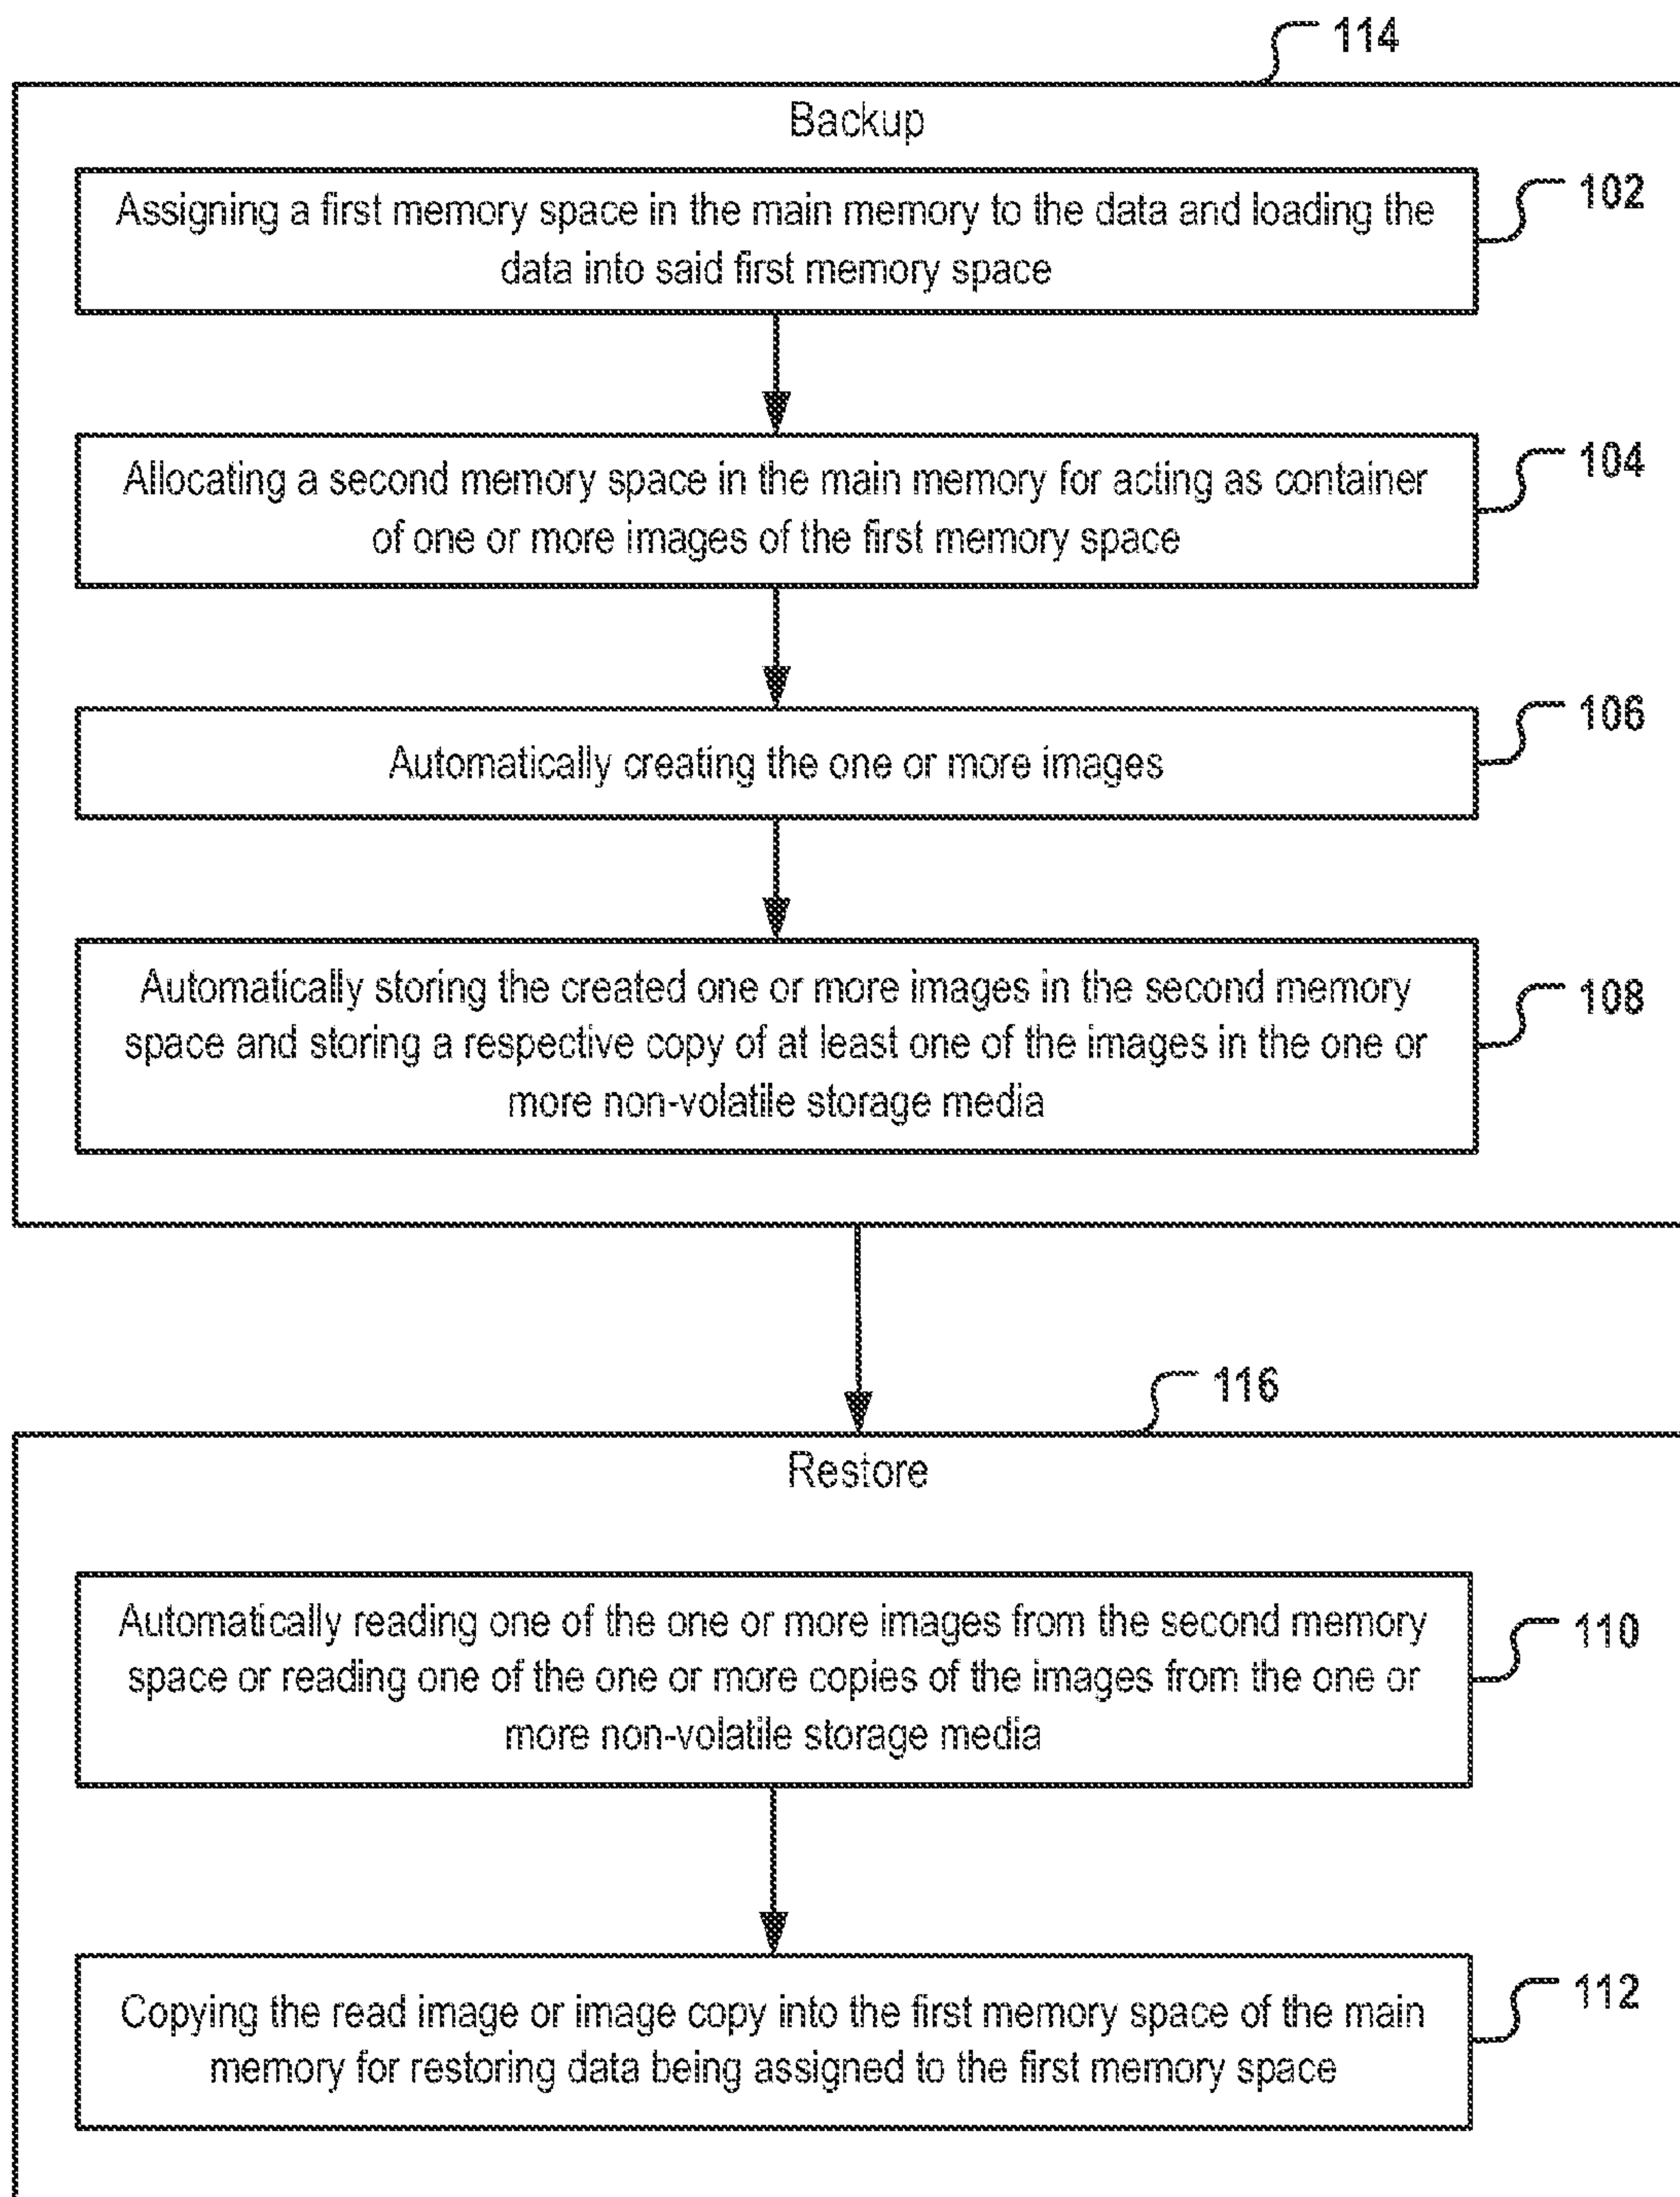 114
Backup
Assigning a first memory space in the main memory to the data and loading the
data into said first memory space
102
Allocating a second memory space in the main memory for acting as container
of one or more images of the first memory space
104
Automatically creating the one or more images
106
Automatically storing the created one or more images in the second memory
space and storing a respective copy of at least one of the images in the one or
more non-volatile storage media
108
116
Restore
Automatically reading one of the one or more images from the second memory
space or reading one of the one or more copies of the images from the one or
more non-volatile storage media
110
Copying the read image or image copy into the first memory space of the main
memory for restoring data being assigned to the first memory space
112